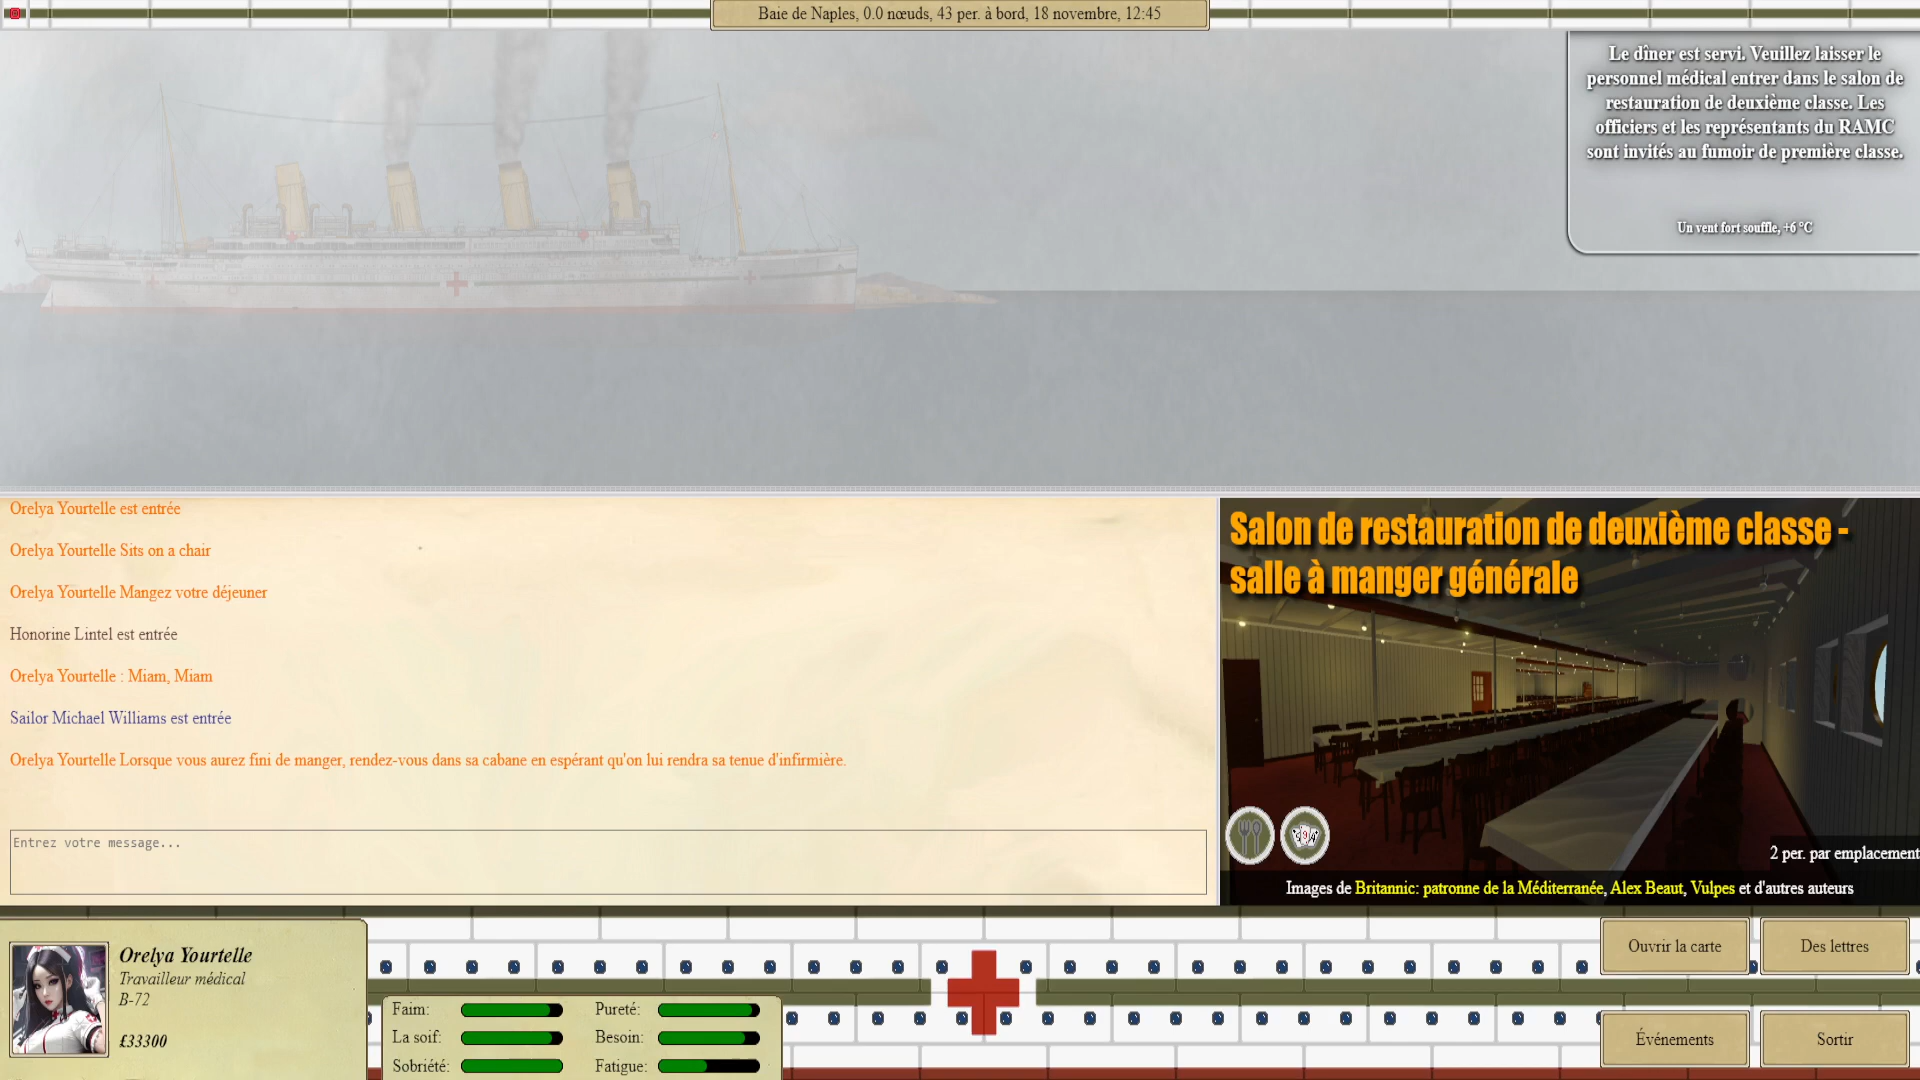 Baie de Naples, 0.0 nœuds, 43 per. à bord, 18 novembre, 12:45
Le dîner est servi. Veuillez laisser le
personnel médical entrer dans le salon de
restauration de deuxième classe. Les
officiers et les représentants du RAMC
sont invités au fumoir de première classe.
Un vent fort souffle, +6 °C
Orelya Yourtelle est entrée
Orelya Yourtelle Sits on a chair
Orelya Yourtelle Mangez votre déjeuner
Honorine Lintel est entrée
Orelya Yourtelle : Miam, Miam
Sailor Michael Williams est entrée
Orelya Yourtelle Lorsque vous aurez fini de manger, rendez-vous dans sa cabane en espérant qu'on lui rendra sa tenue d'infirmière.
Entrez votre message...
Salon de restauration de deuxième classe -
salle à manger générale
2 per. par emplacement
Images de Britannic: patronne de la Méditerranée, Alex Beaut, Vulpes et d'autres auteurs
Orelya Yourtelle
Travailleur médical
B-72
£33300
Faim:
Pureté:
La soif:
Besoin:
Sobriété:
Fatigue:
Ouvrir la carte
Des lettres
Événements
Sortir